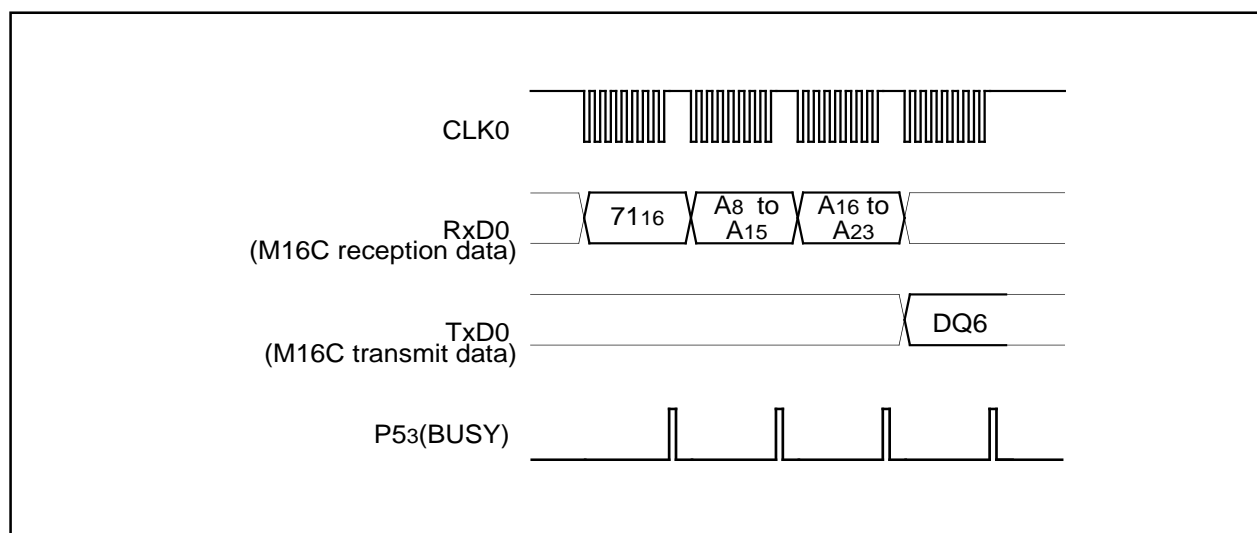 CLK0
RxD0
(M16C reception data)
7116
A8 to
A15
A16 to
A23
TxD0
(M16C transmit data)
DQ6
P53(BUSY)